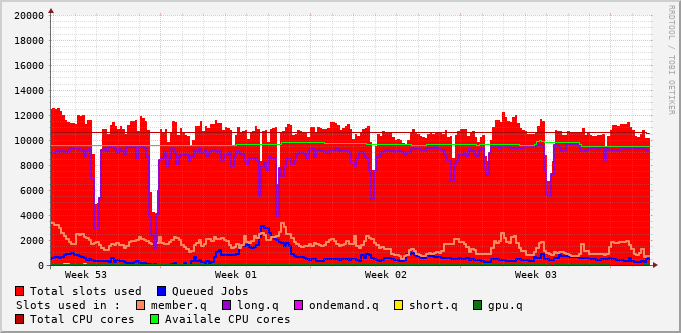 RRDTOOL / TOBI OETIKER
20000
18000
16000
14000
12000
10000
8000
6000
4000
2000
0
Week 53 Week 01 Week 02 Week 03
Total slots used Queued Jobs
Slots used in : member.q long.q ondemand.q short.q gpu.q
Total CPU cores Availale CPU cores